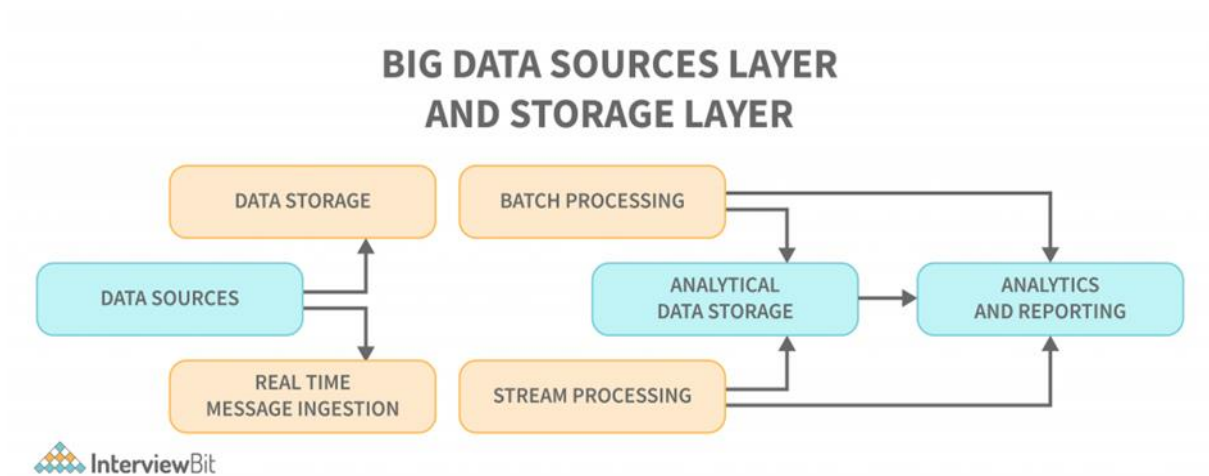 BIG DATA SOURCES LAYER
AND STORAGE LAYER
DATA STORAGE
BATCH PROCESSING
DATA SOURCES
ANALYTICAL
DATA STORAGE
ANALYTICS
AND REPORTING
REAL TIME
MESSAGE INGESTION
STREAM PROCESSING
InterviewBit